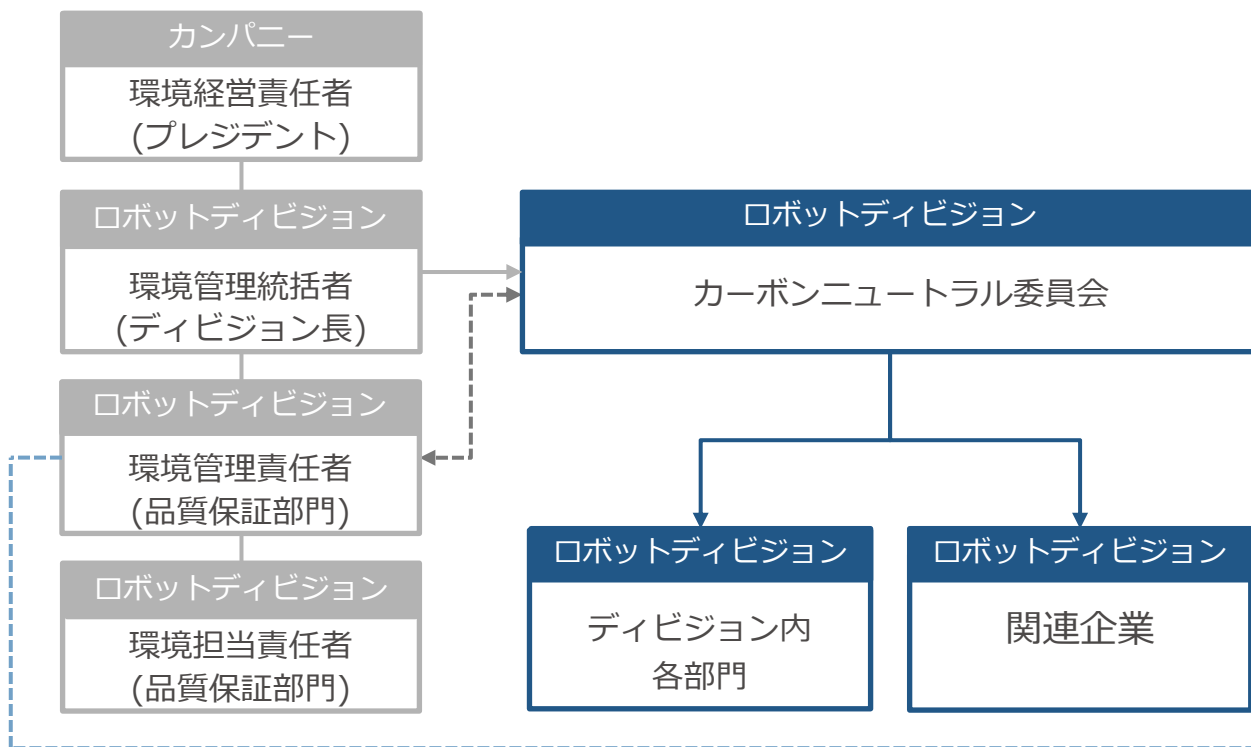 カンパニー
環境経営責任者
(プレジデント)
ロボットディビジョン
環境管理統括者
(ディビジョン長)
ロボットディビジョン
環境管理責任者
(品質保証部門)
ロボットディビジョン
環境担当責任者
(品質保証部門)
ロボットディビジョン
カーボンニュートラル委員会
ロボットディビジョン
ディビジョン内
各部門
ロボットディビジョン
関連企業